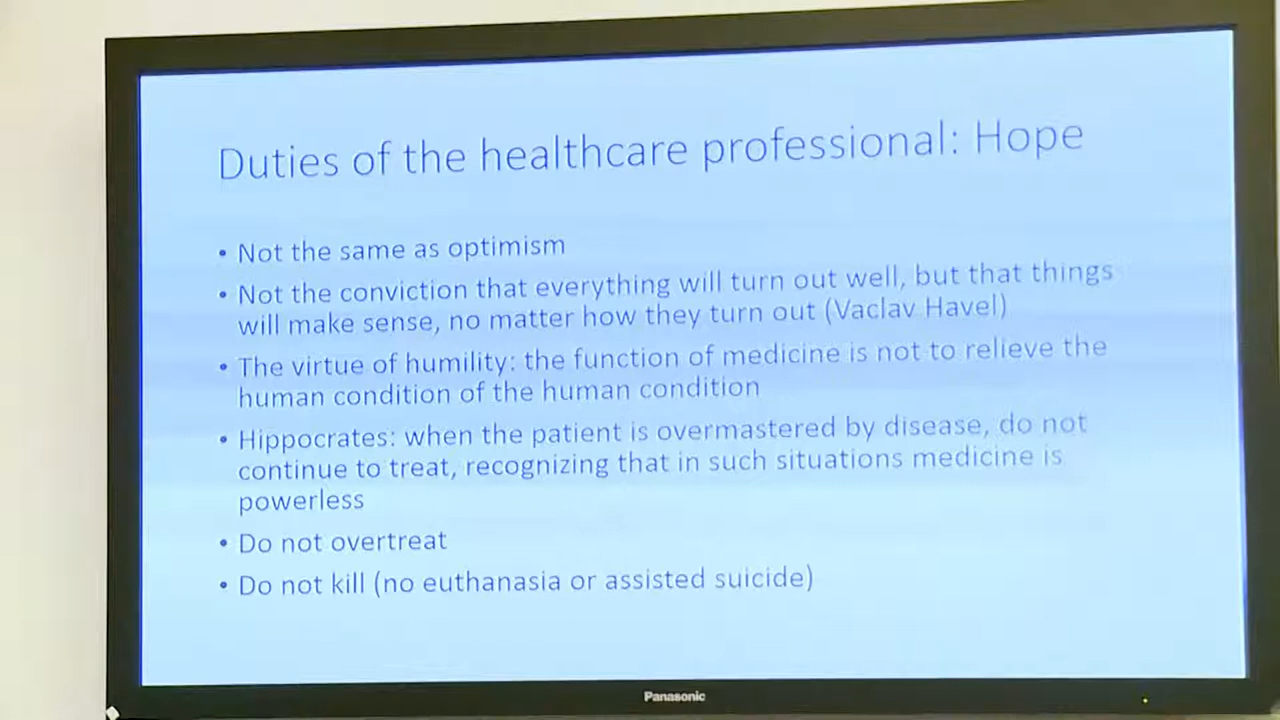 Duties of the healthcare professional: Hope
• Not the same as optimism
• Not the conviction that everything will turn out well, but that things
will make sense, no matter how they turn out (Vaclav Havel)
• The virtue of humility: the function of medicine is not to relieve the
human condition of the human condition
• Hippocrates: when the patient is overmastered by disease, do not
continue to treat, recognizing that in such situations medicine is
powerless
• Do not overtreat
• Do not kill (no euthanasia or assisted suicide)
Panasonic